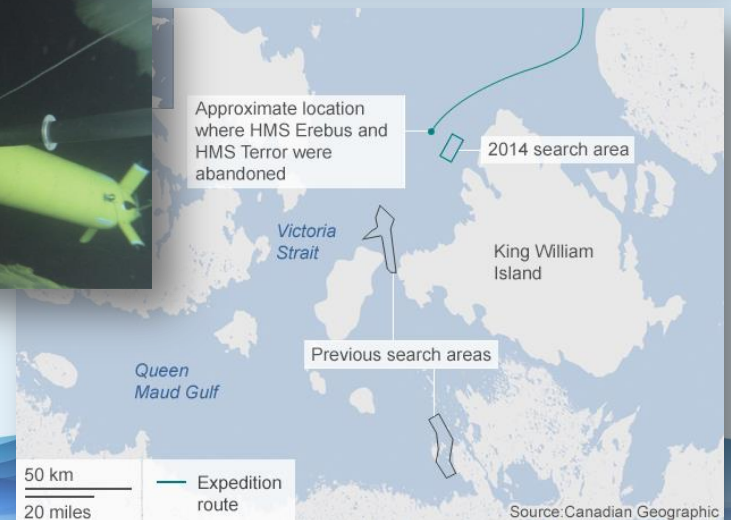 Approximate location
where HMS Erebus and
HMS Terror were
abandoned
2014 search area
Victoria
Strait
King William
Island
Previous search areas
Queen
Maud Gulf
50 km
20 miles
Expedition
route
Source:Canadian Geographic